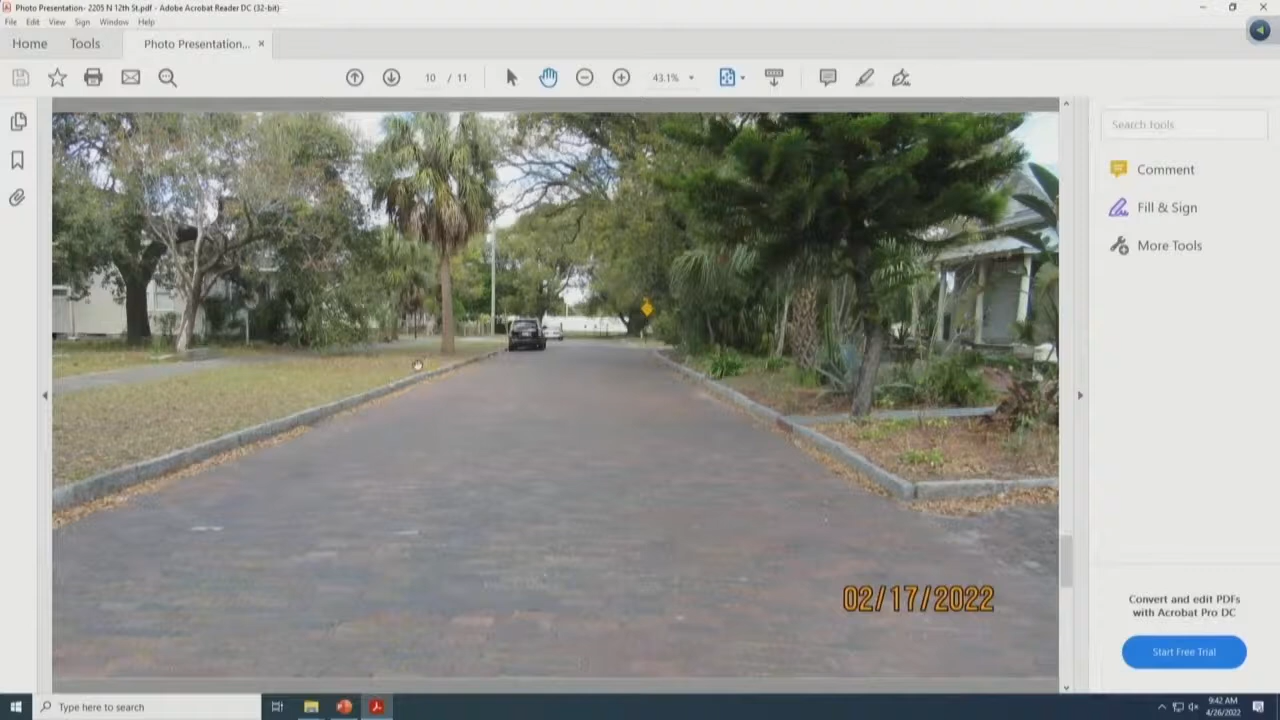 Photo Presentation- 2205 N 12th St.pdf - Adobe Acrobat Reader DC (32-bit)
File Edit View Sign Window Help
Home Tools Photo Presentation... ×
10 / 11 43.1%
Search tools
Comment
Fill & Sign
More Tools
02/17/2022
Convert and edit PDFs
with Acrobat Pro DC
Start Free Trial
Type here to search
9:42 AM
4/26/2022